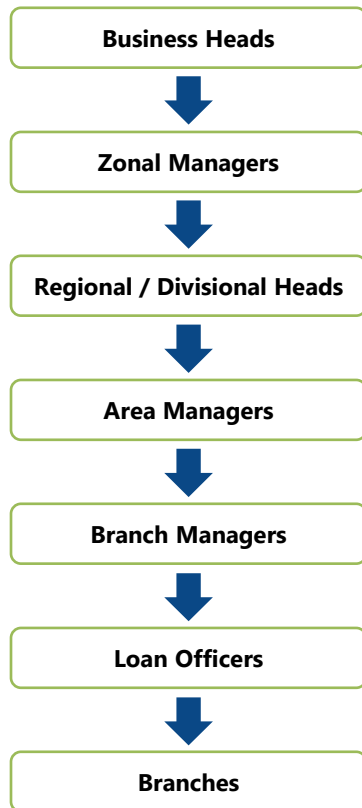 Business Heads
Zonal Managers
Regional / Divisional Heads
Area Managers
Branch Managers
Loan Officers
Branches